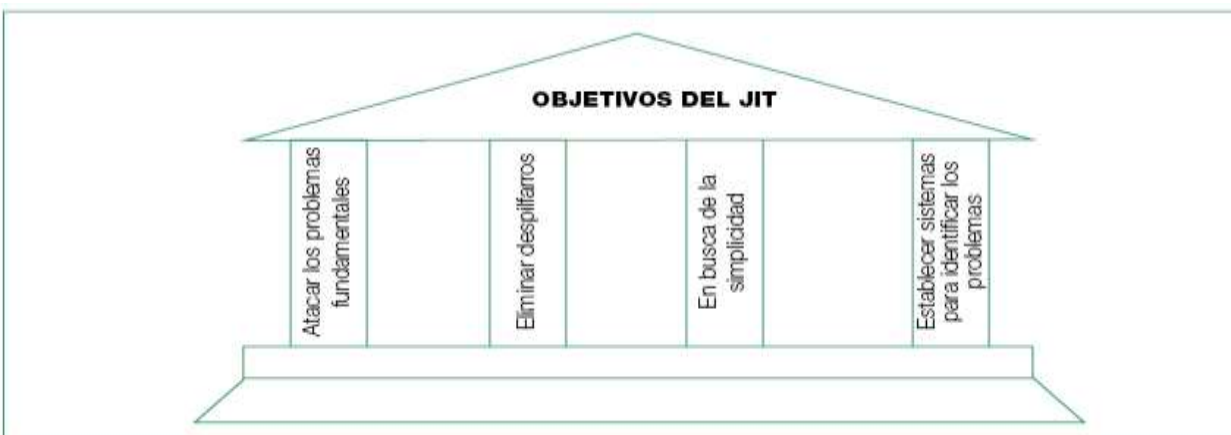 OBJETIVOS DEL JIT
Atacar los problemas
fundamentales
Eliminar despilfarros
En busca de la
simplicidad
Establecer sistemas
para identificar los
problemas